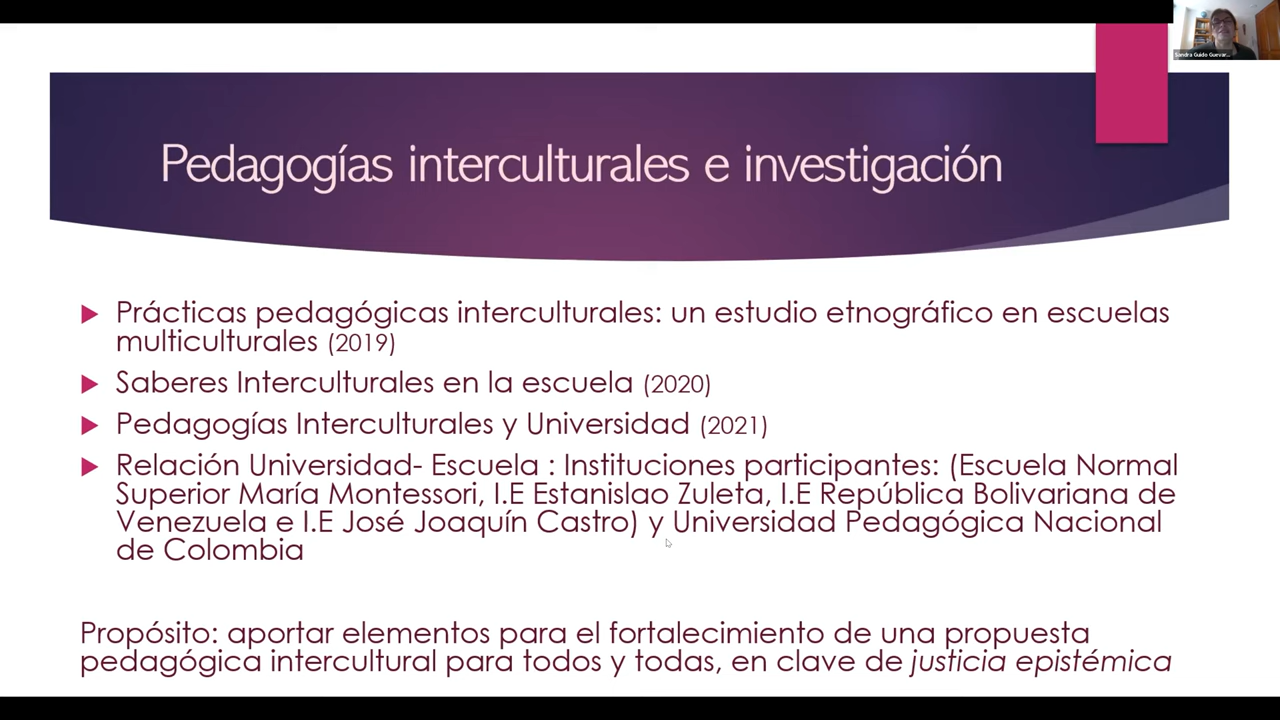 Sandra Guido Guevar...
Pedagogías interculturales e investigación
Prácticas pedagógicas interculturales: un estudio etnográfico en escuelas
multiculturales (2019)
Saberes Interculturales en la escuela (2020)
Pedagogías Interculturales y Universidad (2021)
Relación Universidad- Escuela : Instituciones participantes: (Escuela Normal
Superior María Montessori, I.E Estanislao Zuleta, I.E República Bolivariana de
Venezuela e I.E José Joaquín Castro) y Universidad Pedagógica Nacional
de Colombia
Propósito: aportar elementos para el fortalecimiento de una propuesta
pedagógica intercultural para todos y todas, en clave de justicia epistémica